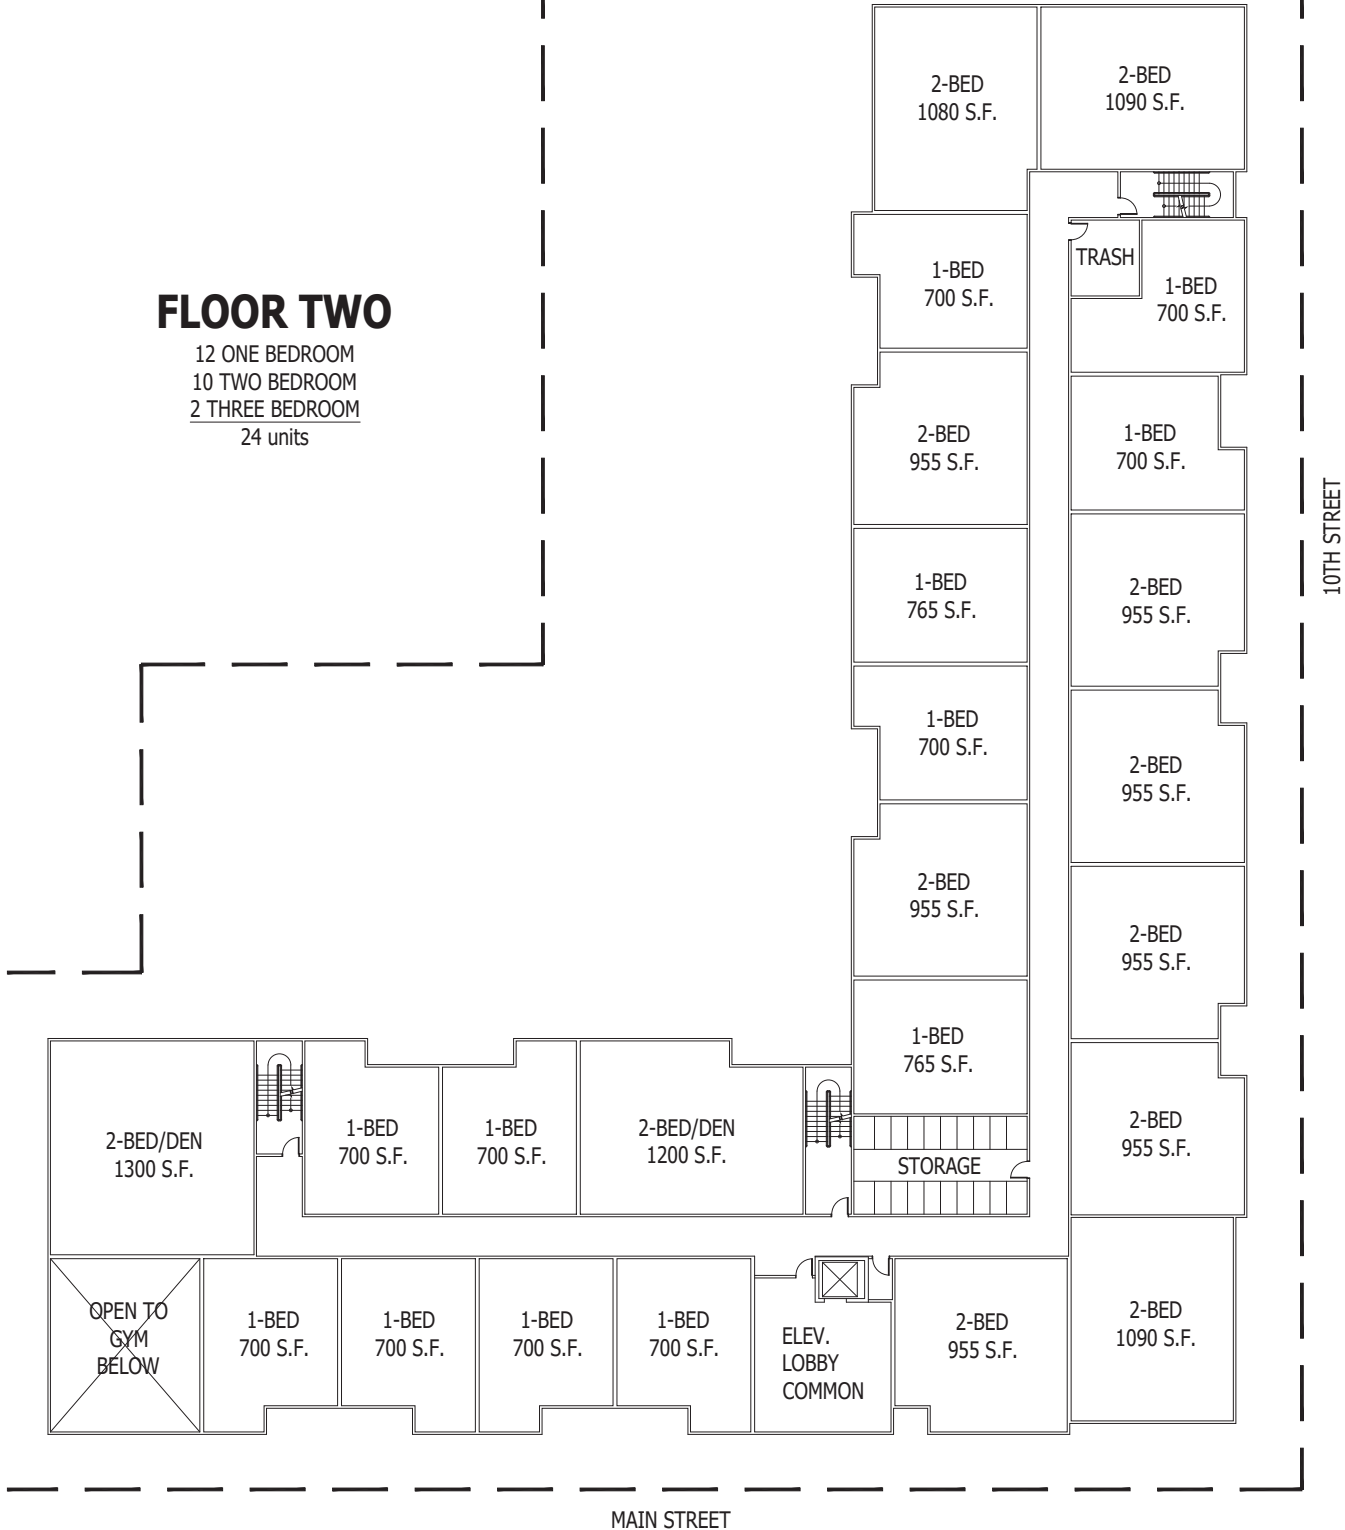 2-BED
1080 S.F.
2-BED
1090 S.F.
TRASH
1-BED
700 S.F.
1-BED
700 S.F.
FLOOR TWO
12 ONE BEDROOM
10 TWO BEDROOM
2 THREE BEDROOM
24 units
2-BED
955 S.F.
1-BED
700 S.F.
10TH STREET
1-BED
765 S.F.
2-BED
955 S.F.
1-BED
700 S.F.
2-BED
955 S.F.
2-BED
955 S.F.
2-BED
955 S.F.
1-BED
765 S.F.
2-BED
955 S.F.
2-BED/DEN
1300 S.F.
1-BED
700 S.F.
1-BED
700 S.F.
2-BED/DEN
1200 S.F.
STORAGE
OPEN TO
GYM
BELOW
1-BED
700 S.F.
1-BED
700 S.F.
1-BED
700 S.F.
1-BED
700 S.F.
ELEV.
LOBBY
COMMON
2-BED
955 S.F.
2-BED
1090 S.F.
MAIN STREET